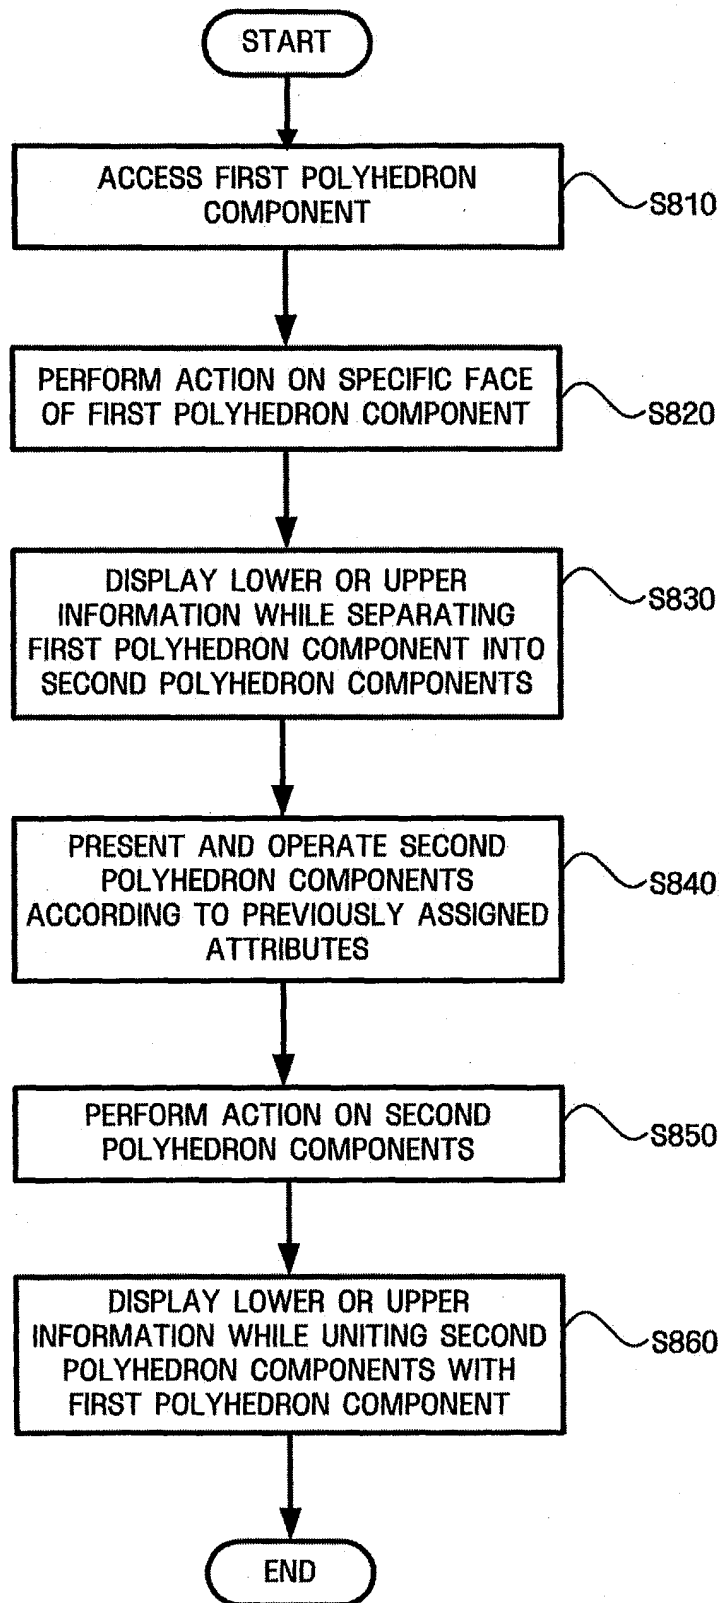 START
ACCESS FIRST POLYHEDRON
COMPONENT
S810
PERFORM ACTION ON SPECIFIC FACE
OF FIRST POLYHEDRON COMPONENT
S820
DISPLAY LOWER OR UPPER
INFORMATION WHILE SEPARATING
FIRST POLYHEDRON COMPONENT INTO
SECOND POLYHEDRON COMPONENTS
S830
PRESENT AND OPERATE SECOND
POLYHEDRON COMPONENTS
ACCORDING TO PREVIOUSLY ASSIGNED
ATTRIBUTES
S840
PERFORM ACTION ON SECOND
POLYHEDRON COMPONENTS
S850
DISPLAY LOWER OR UPPER
INFORMATION WHILE UNITING SECOND
POLYHEDRON COMPONENTS WITH
FIRST POLYHEDRON COMPONENT
S860
END